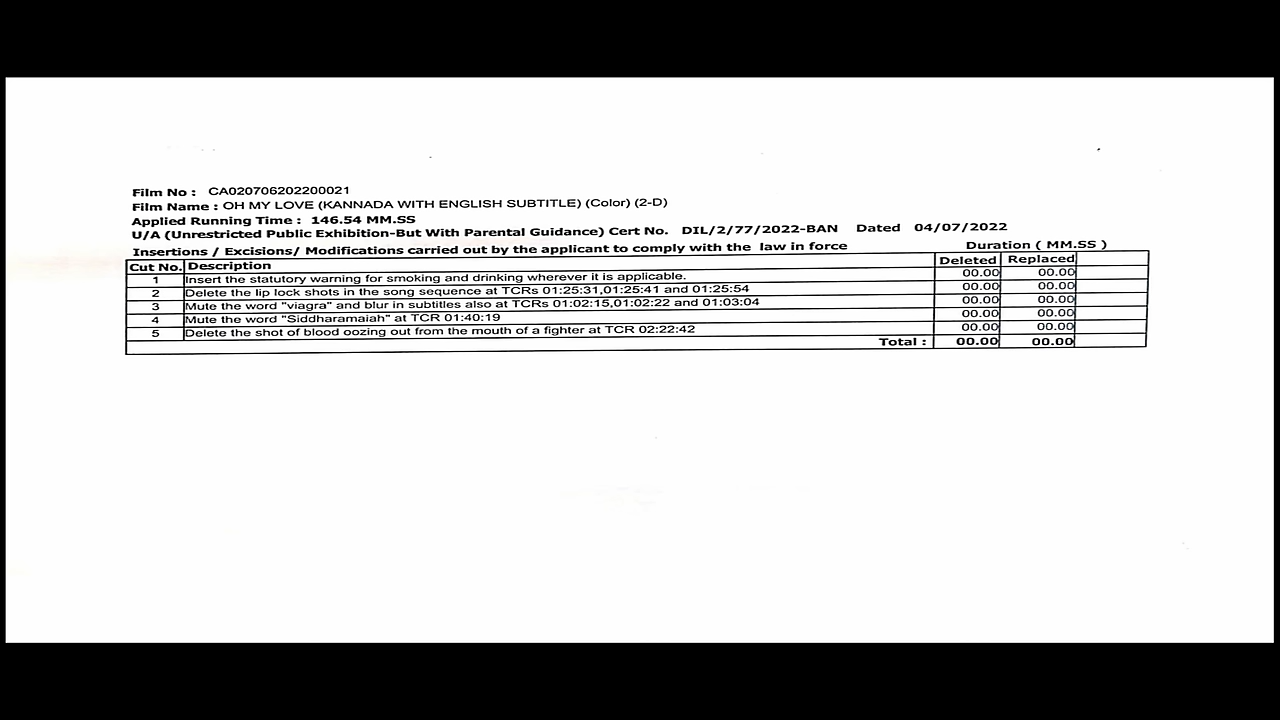 Film No : CA020706202200021
Film Name : OH MY LOVE (KANNADA WITH ENGLISH SUBTITLE) (Color) (2-D)
Applied Running Time : 146.54 MM.SS
U/A (Unrestricted Public Exhibition-But With Parental Guidance) Cert No. DIL/2/77/2022-BAN Dated 04/07/2022
Insertions / Excisions/ Modifications carried out by the applicant to comply with the law in force Duration ( MM.SS )
Cut No. Description Deleted Replaced
1 Insert the statutory warning for smoking and drinking wherever it is applicable. 00.00 00.00
2 Delete the lip lock shots in the song sequence at TCRs 01:25:31,01:25:41 and 01:25:54 00.00 00.00
3 Mute the word "viagra" and blur in subtitles also at TCRs 01:02:15,01:02:22 and 01:03:04 00.00 00.00
4 Mute the word "Siddharamaiah" at TCR 01:40:19 00.00 00.00
5 Delete the shot of blood oozing out from the mouth of a fighter at TCR 02:22:42 00.00 00.00
Total : 00.00 00.00